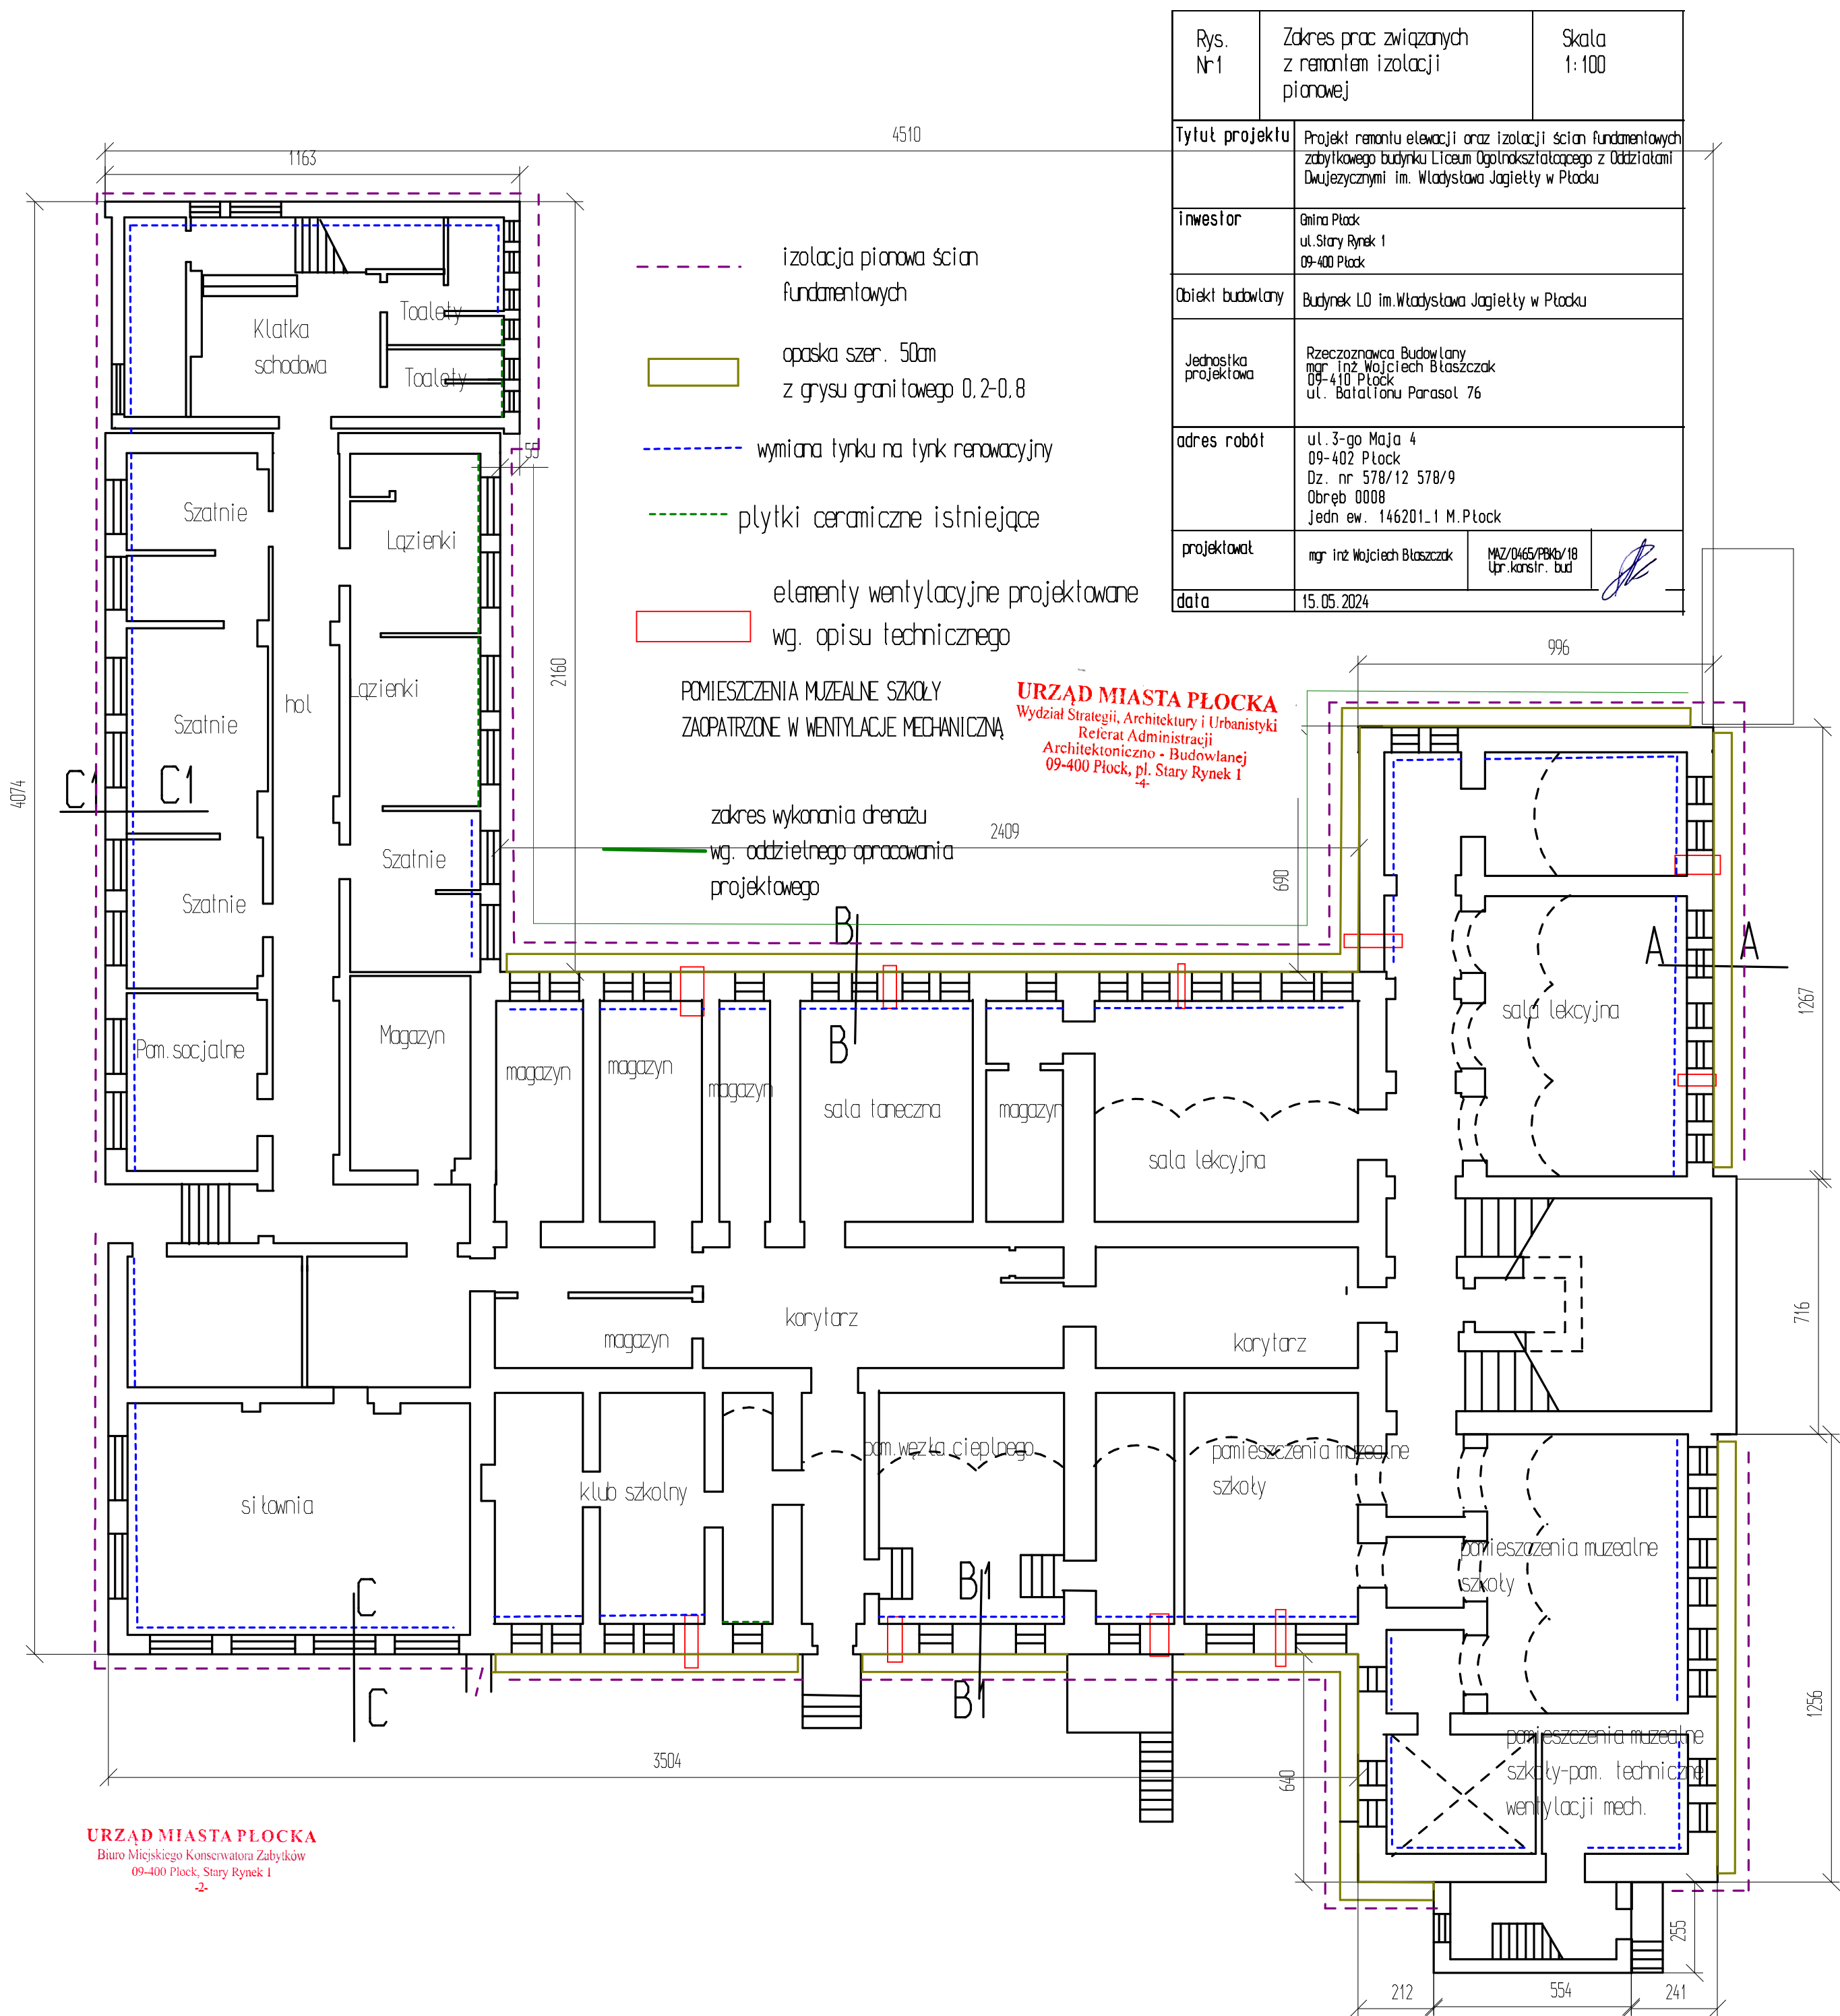 Rys.
Nr1
Zakres prac związanych
z remontem izolacji
pionowej
Skala
1:100
Tytuł projektu
Projekt remontu elewacji oraz izolacji ścian fundamentowych
zabytkowego budynku Liceum Ogolnokształcącego z Oddziałami
Dwujezycznymi im. Wladysława Jagiełły w Płocku
inwestor
Gmina Płock
ul.Stary Rynek 1
09-400 Płock
Obiekt budowlany
Budynek LO im.Władysława Jagiełły w Płocku
Jednostka
projektowa
Rzeczoznawca Budowlany
mgr inż Wojciech Błaszczak
09-410 Płock
ul. Batalionu Parasol 76
adres robót
ul.3-go Maja 4
09-402 Płock
Dz. nr 578/12 578/9
Obręb 0008
jedn ew. 146201_1 M.Płock
projektował
mgr inż Wojciech Błaszczak
MAZ/0465/PBKb/18
Upr.konstr. bud
data
15.05.2024
4510
1163
izolacja pionowa ścian
fundamentowych
opaska szer. 50cm
z grysu granitowego 0,2-0,8
wymiana tynku na tynk renowacyjny
plytki ceramiczne istniejące
elementy wentylacyjne projektowane
wg. opisu technicznego
POMIESZCZENIA MUZEALNE SZKOŁY
ZAOPATRZONE W WENTYLACJE MECHANICZNĄ
zakres wykonania drenażu
wg. oddzielnego opracowania
projektowego
URZĄD MIASTA PŁOCKA
Wydział Strategii, Architektury i Urbanistyki
Referat Administracji
Architektoniczno - Budowlanej
09-400 Płock, pl. Stary Rynek 1
-4-
Toalety
Klatka
schodowa
Toalety
55
Szatnie
Łązienki
2160
996
hol
Łązienki
Szatnie
4074
C1
C1
2409
690
Szatnie
Szatnie
B
A
A
1267
sala lekcyjna
B
Pom.socjalne
Magazyn
magazyn
magazyn
magazyn
sala taneczna
magazyn
sala lekcyjna
716
korytarz
magazyn
korytarz
pom.węzła cieplnego
pomieszczenia muzealne
szkoły
siłownia
klub szkolny
pomieszczenia muzealne
szkoły
B1
C
B1
C
1256
pomieszczenia muzealne
szkoły-pom. techniczne
wentylacji mech.
3504
640
URZĄD MIASTA PŁOCKA
Biuro Miejskiego Konserwatora Zabytków
09-400 Płock, Stary Rynek 1
-2-
255
212
554
241